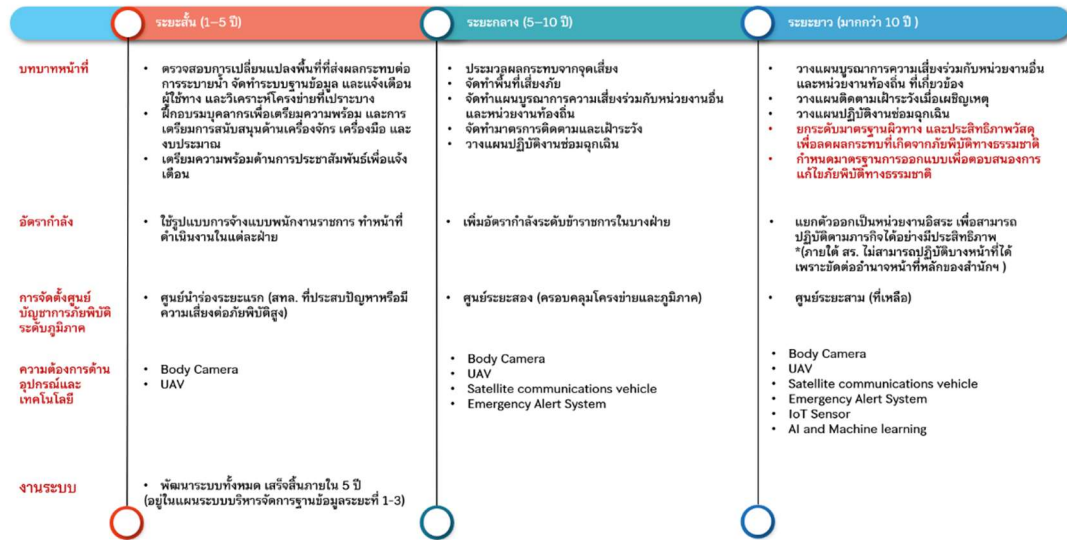 ระยะสั้น (1–5 ปี)
ระยะกลาง (5–10 ปี)
ระยะยาว (มากกว่า 10 ปี )
บทบาทหน้าที่
• ตรวจสอบการเปลี่ยนแปลงพื้นที่ที่ส่งผลกระทบต่อ
การระบายน้ำ จัดทำระบบฐานข้อมูล และแจ้งเตือน
ผู้ใช้ทาง และวิเคราะห์โครงข่ายที่เปราะบาง
• ฝึกอบรมบุคลากรเพื่อเตรียมความพร้อม และการ
เตรียมการสนับสนุนด้านเครื่องจักร เครื่องมือ และ
งบประมาณ
• เตรียมความพร้อมด้านการประชาสัมพันธ์เพื่อแจ้ง
เตือน
• ประมวลผลกระทบจากจุดเสี่ยง
• จัดทำพื้นที่เสี่ยงภัย
• จัดทำแผนบูรณาการความเสี่ยงร่วมกับหน่วยงานอื่น
และหน่วยงานท้องถิ่น
• จัดทำมาตรการติดตามและเฝ้าระวัง
• วางแผนปฏิบัติงานซ่อมฉุกเฉิน
• วางแผนบูรณาการความเสี่ยงร่วมกับหน่วยงานอื่น
และหน่วยงานท้องถิ่น ที่เกี่ยวข้อง
• วางแผนติดตามเฝ้าระวังเมื่อเผชิญเหตุ
• วางแผนปฏิบัติงานซ่อมฉุกเฉิน
• ยกระดับมาตรฐานผิวทาง และประสิทธิภาพวัสดุ
เพื่อลดผลกระทบที่เกิดจากภัยพิบัติทางธรรมชาติ
• กำหนดมาตรฐานการออกแบบเพื่อตอบสนองการ
แก้ไขภัยพิบัติทางธรรมชาติ
อัตรากำลัง
• ใช้รูปแบบการจ้างแบบพนักงานราชการ ทำหน้าที่
ดำเนินงานในแต่ละฝ่าย
• เพิ่มอัตรากำลังระดับข้าราชการในบางฝ่าย
• แยกตัวออกเป็นหน่วยงานอิสระ เพื่อสามารถ
ปฏิบัติตามภารกิจได้อย่างมีประสิทธิภาพ
*(ภายใต้ สร. ไม่สามารถปฏิบัติบางหน้าที่ได้
เพราะขัดต่ออำนาจหน้าที่หลักของสำนักฯ )
การจัดตั้งศูนย์
บัญชาการภัยพิบัติ
ระดับภูมิภาค
• ศูนย์นำร่องระยะแรก (สทล. ที่ประสบปัญหาหรือมี
ความเสี่ยงต่อภัยพิบัติสูง)
• ศูนย์ระยะสอง (ครอบคลุมโครงข่ายและภูมิภาค)
• ศูนย์ระยะสาม (ที่เหลือ)
ความต้องการด้าน
อุปกรณ์และ
เทคโนโลยี
• Body Camera
• UAV
• Body Camera
• UAV
• Satellite communications vehicle
• Emergency Alert System
• Body Camera
• UAV
• Satellite communications vehicle
• Emergency Alert System
• IoT Sensor
• AI and Machine learning
งานระบบ
• พัฒนาระบบทั้งหมด เสร็จสิ้นภายใน 5 ปี
(อยู่ในแผนระบบบริหารจัดการฐานข้อมูลระยะที่ 1-3)